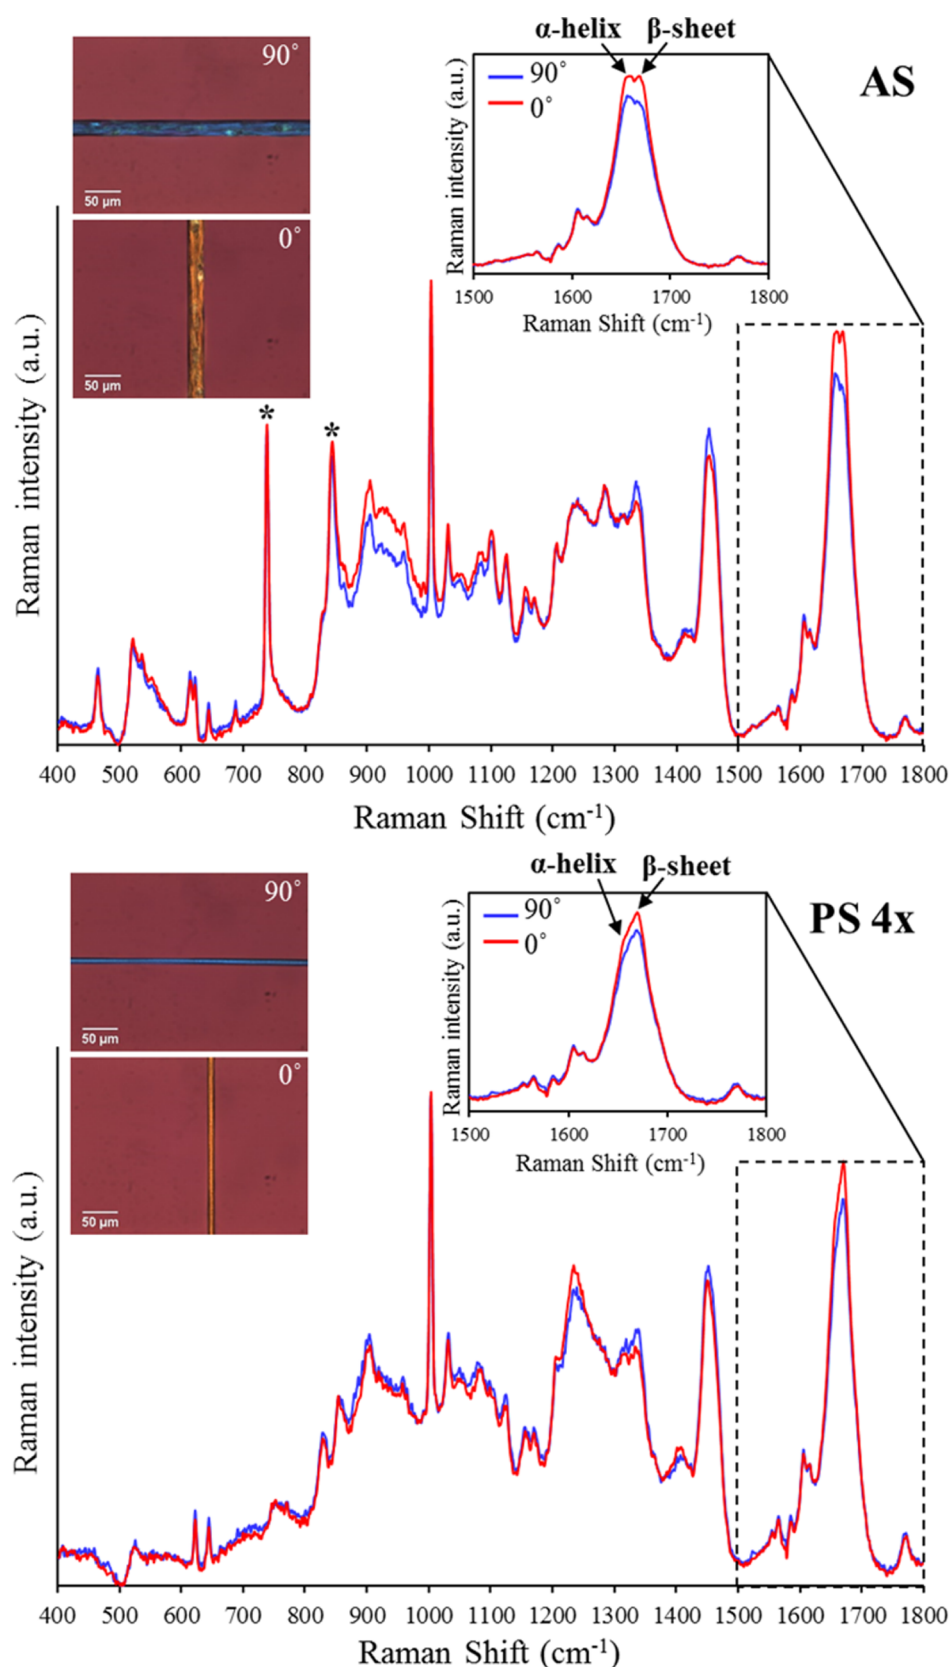 α-helix β-sheet
90°
50 µm
0°
50 µm
Raman intensity (a.u.)
90°
0°
1500 1600 1700 1800
Raman Shift (cm-1)
AS
Raman intensity (a.u.)
* *
400 500 600 700 800 900 1000 1100 1200 1300 1400 1500 1600 1700 1800
Raman Shift (cm-1)
α-helix β-sheet
90°
50 µm
0°
50 µm
Raman intensity (a.u.)
90°
0°
1500 1600 1700 1800
Raman Shift (cm-1)
PS 4x
Raman intensity (a.u.)
400 500 600 700 800 900 1000 1100 1200 1300 1400 1500 1600 1700 1800
Raman Shift (cm-1)